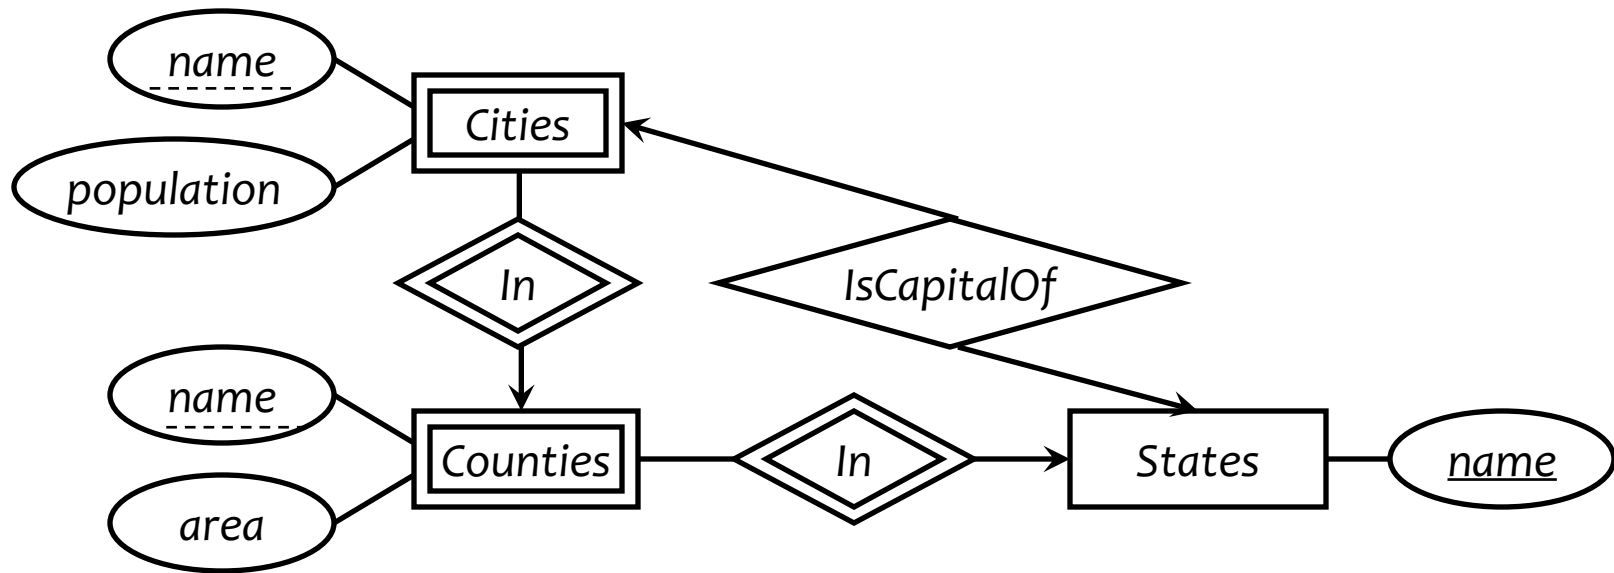 name
Cities
population
In
IsCapitalOf
name
Counties
In
States
name
area